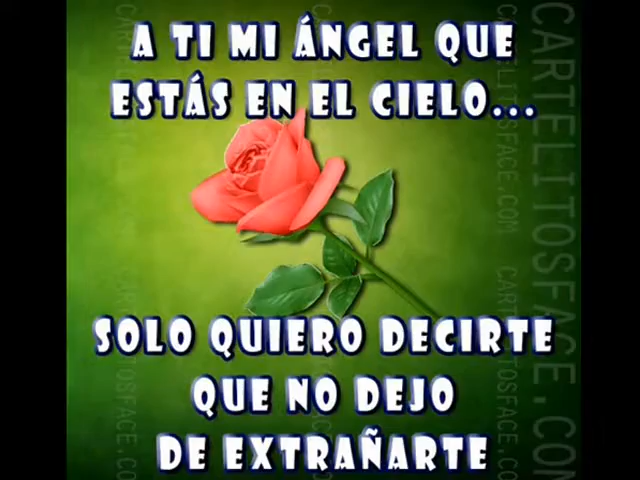 A TI MI ÁNGEL QUE
ESTÁS EN EL CIELO...
SOLO QUIERO DECIRTE
QUE NO DEJO
DE EXTRAÑARTE
CARTELITOSFACE.COM